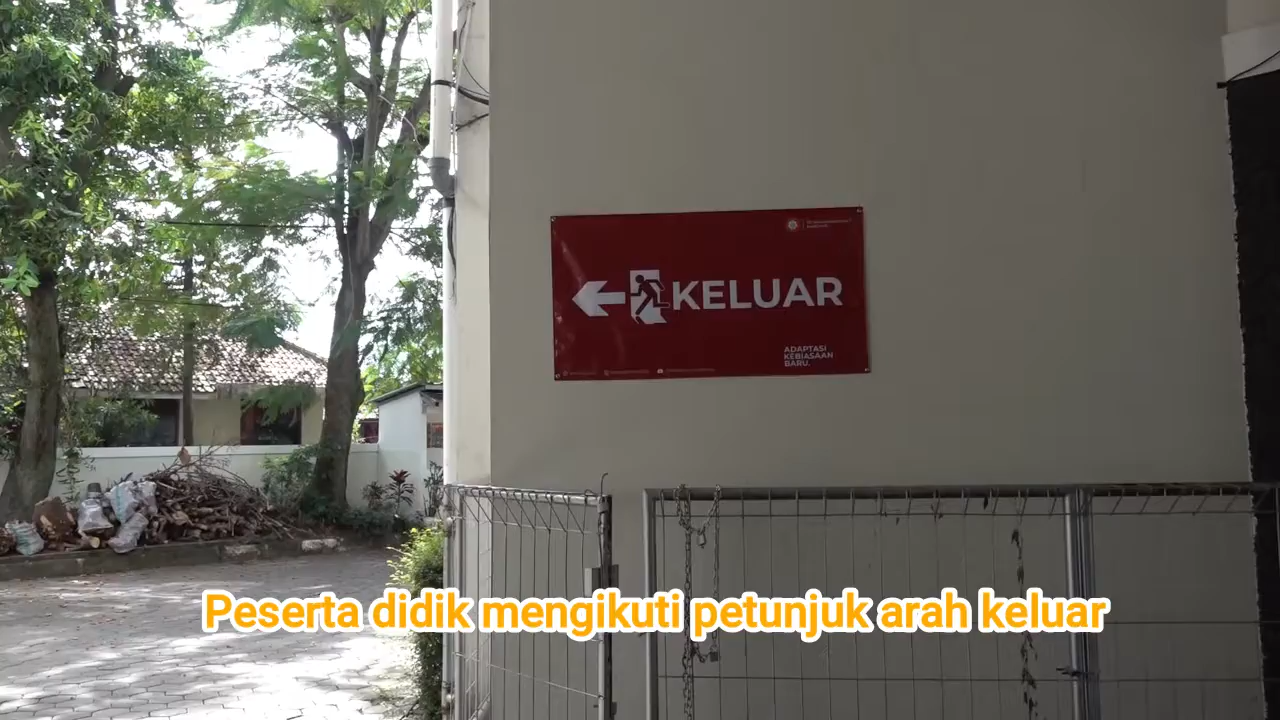 KELUAR
ADAPTASI
KEBIASAAN
BARU.
Peserta didik mengikuti petunjuk arah keluar